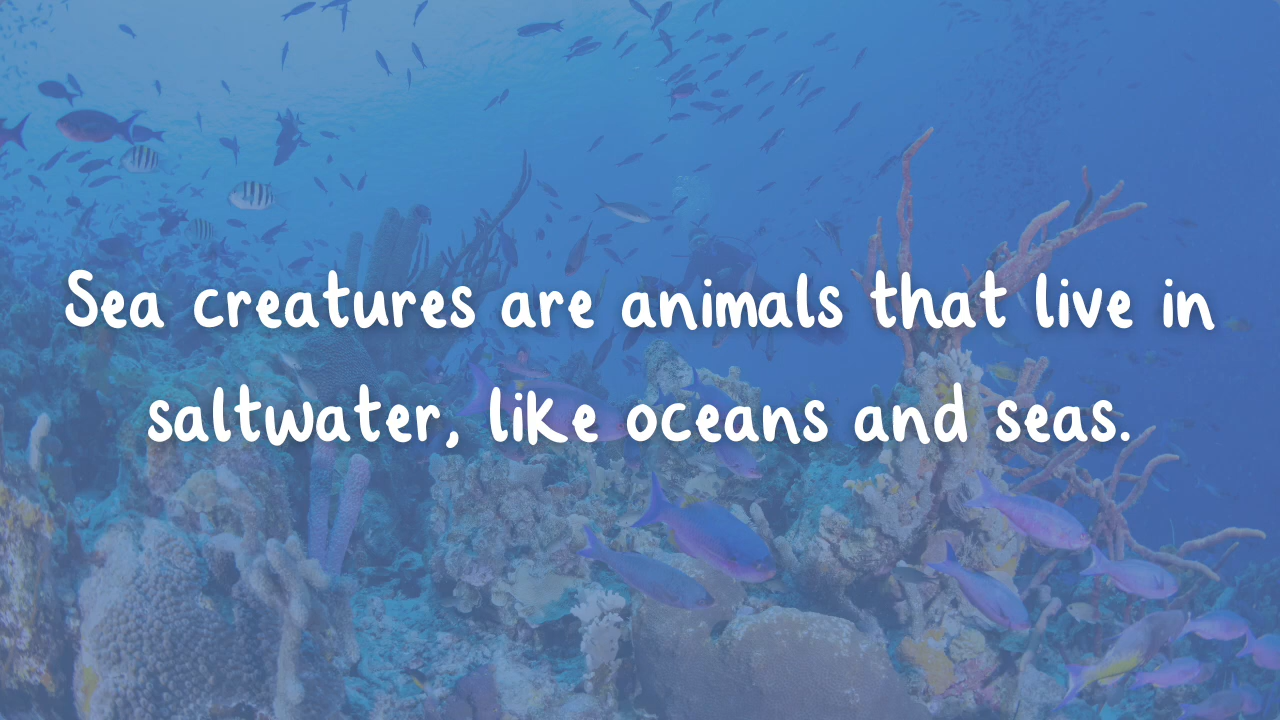 Sea creatures are animals that live in
saltwater, like oceans and seas.